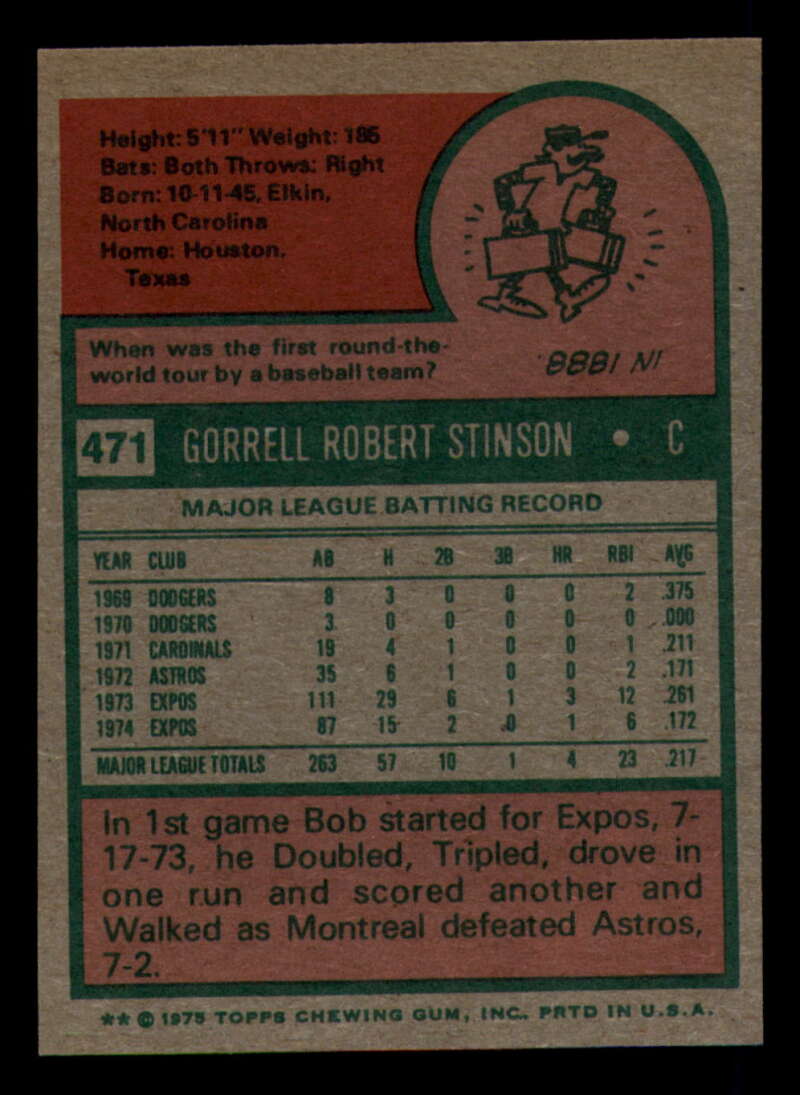 Height: 5'11" Weight: 185
Bats: Both Throws: Right
Born: 10-11-45, Elkin,
North Carolina
Home: Houston,
Texas
When was the first round-the-
world tour by a baseball team?
IN 1888.
471 GORRELL ROBERT STINSON • C
MAJOR LEAGUE BATTING RECORD
YEAR CLUB AB H 2B 3B HR RBI AVG
1969 DODGERS 8 3 0 0 0 2 .375
1970 DODGERS 3 0 0 0 0 0 .000
1971 CARDINALS 19 4 1 0 0 1 .211
1972 ASTROS 35 6 1 0 0 2 .171
1973 EXPOS 111 29 6 1 3 12 .261
1974 EXPOS 87 15 2 0 1 6 .172
MAJOR LEAGUE TOTALS 263 57 10 1 4 23 .217
In 1st game Bob started for Expos, 7-
17-73, he Doubled, Tripled, drove in
one run and scored another and
Walked as Montreal defeated Astros,
7-2.
** © 1975 TOPPS CHEWING GUM, INC. PRTD IN U.S.A.